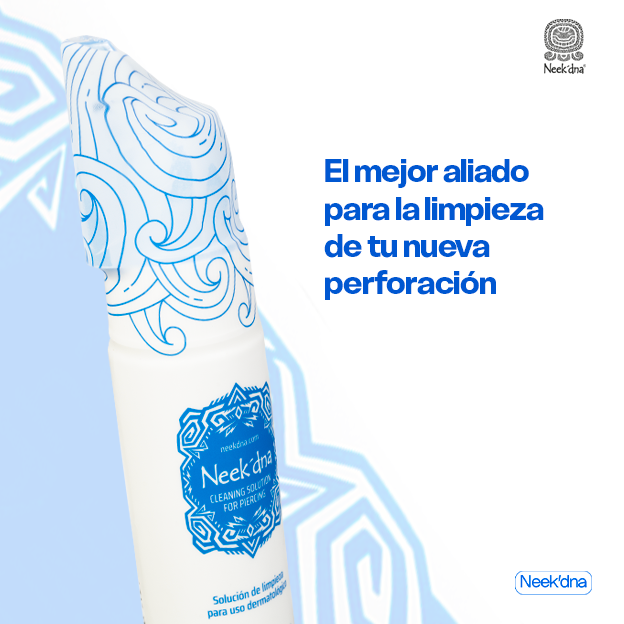 Neek'dna®
El mejor aliado
para la limpieza
de tu nueva
perforación
neekdna.com
Neek'dna
CLEANING SOLUTION
FOR PIERCING
Solución de limpieza
para uso dermatológico
Neek'dna